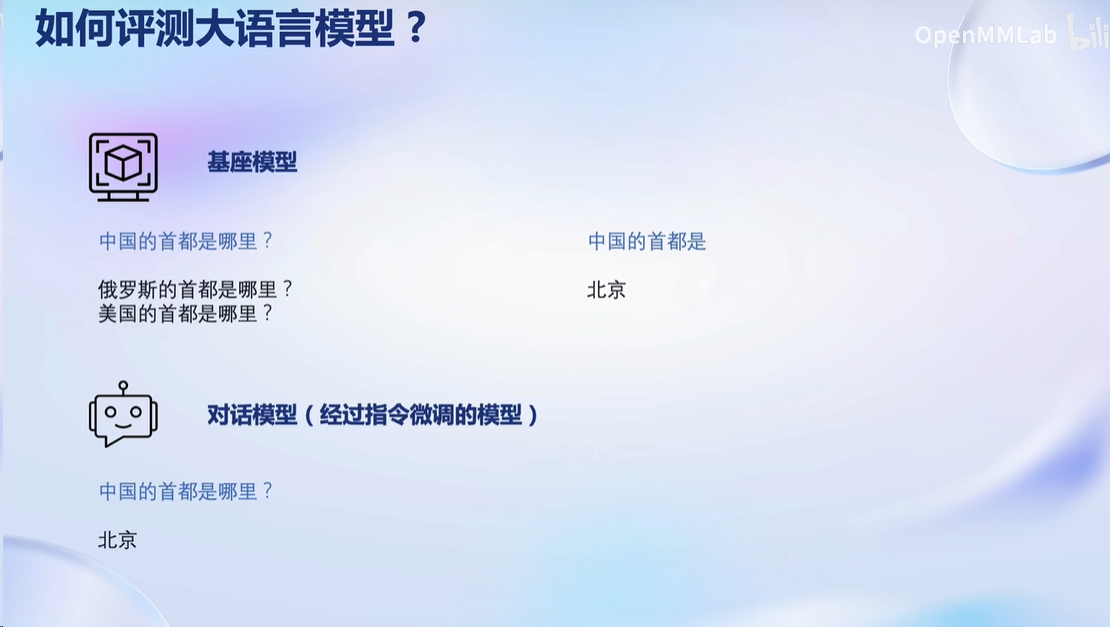 如何评测大语言模型？
OpenMMLab bili
基座模型
中国的首都是哪里？
俄罗斯的首都是哪里？
美国的首都是哪里？
中国的首都是
北京
对话模型（经过指令微调的模型）
中国的首都是哪里？
北京